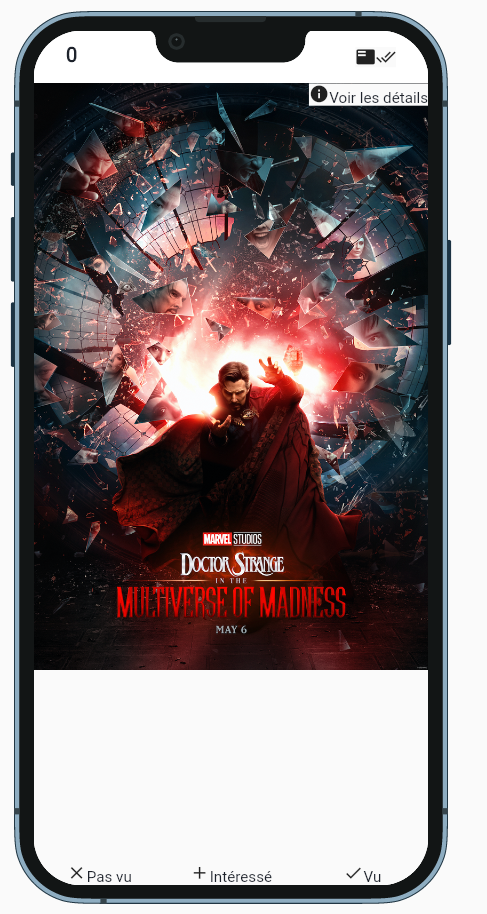 0
Voir les détails
MARVEL STUDIOS
DOCTOR STRANGE
IN THE
MULTIVERSE OF MADNESS
MAY 6
Pas vu
Intéressé
Vu